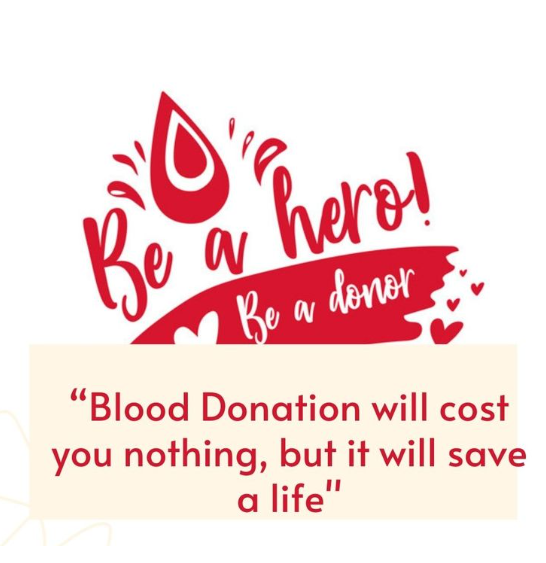 Be a hero!
Be a donor
“Blood Donation will cost
you nothing, but it will save
a life"